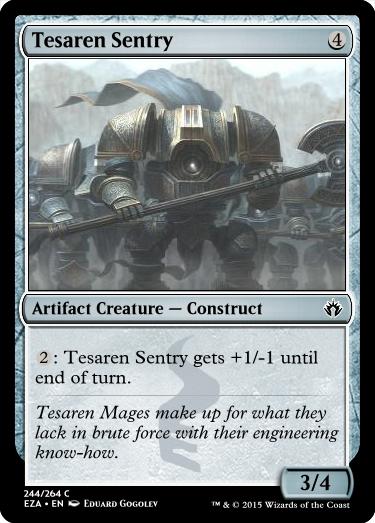 Tesaren Sentry 4
Artifact Creature — Construct
2: Tesaren Sentry gets +1/-1 until
end of turn.
Tesaren Mages make up for what they
lack in brute force with their engineering
know-how.
3/4
244/264 C
EZA • EN Eduard Gogolev
™ & © 2015 Wizards of the Coast